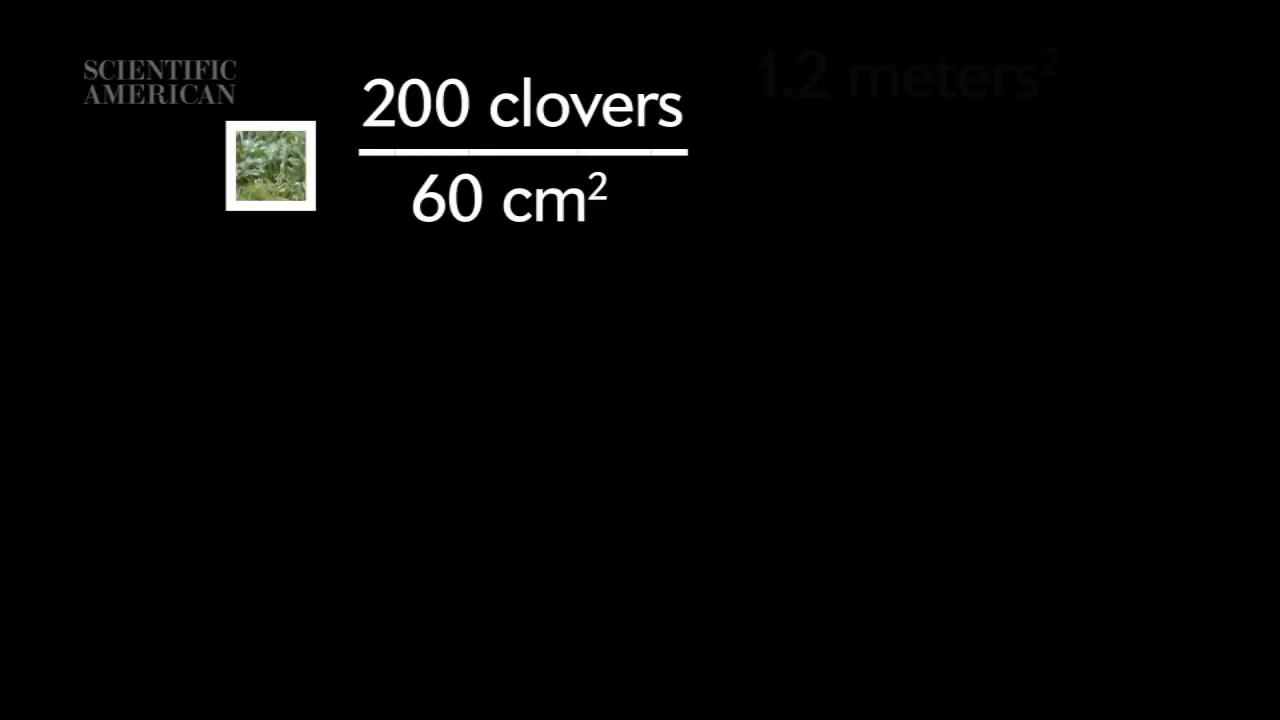 SCIENTIFIC
AMERICAN
200 clovers
60 cm²
1.2 meters²